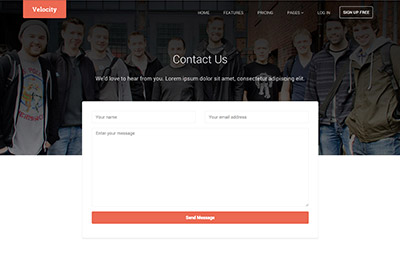 Velocity
HOME FEATURES PRICING PAGES LOG IN SIGN UP FREE
Contact Us
We'd love to hear from you. Lorem ipsum dolor sit amet, consectetur adipiscing elit.
Your name Your email address
Enter your message
Send Message